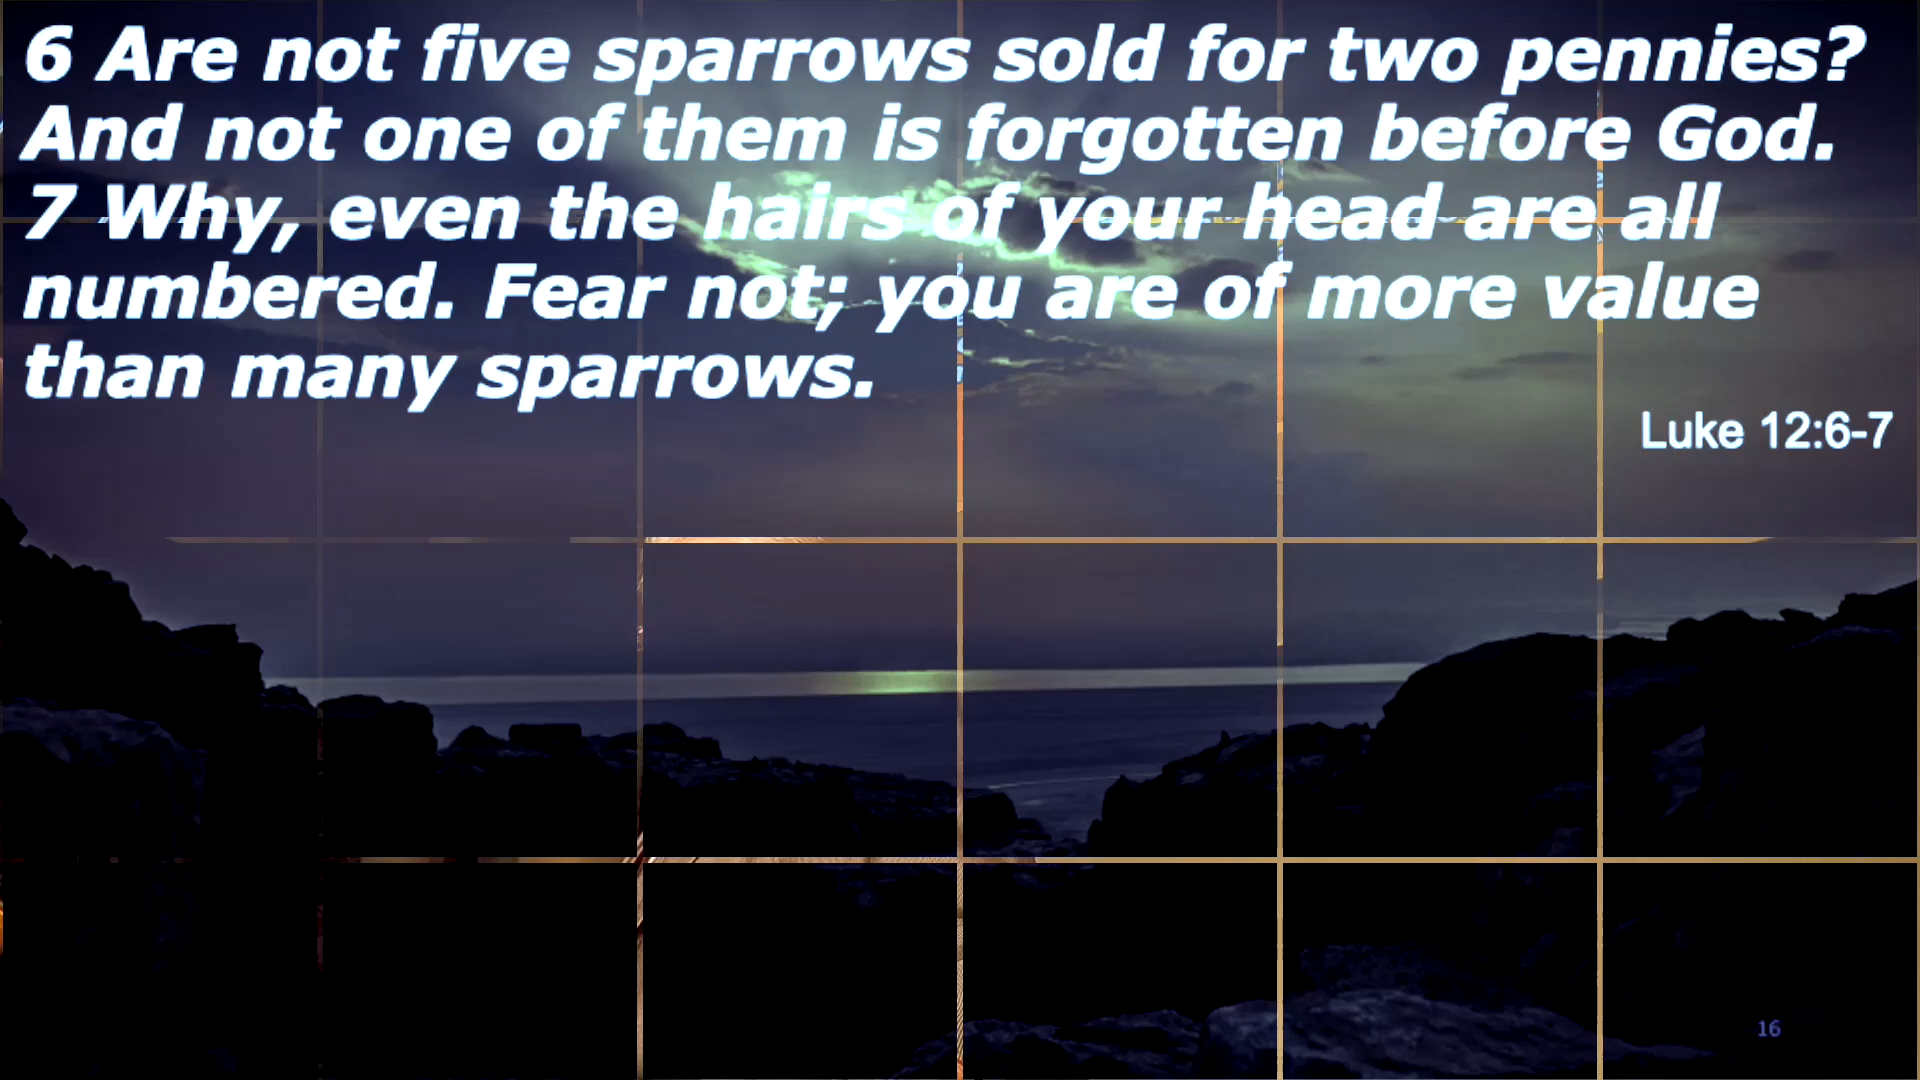 6 Are not five sparrows sold for two pennies?
And not one of them is forgotten before God.
7 Why, even the hairs of your head are all
numbered. Fear not; you are of more value
than many sparrows.
Luke 12:6-7
16